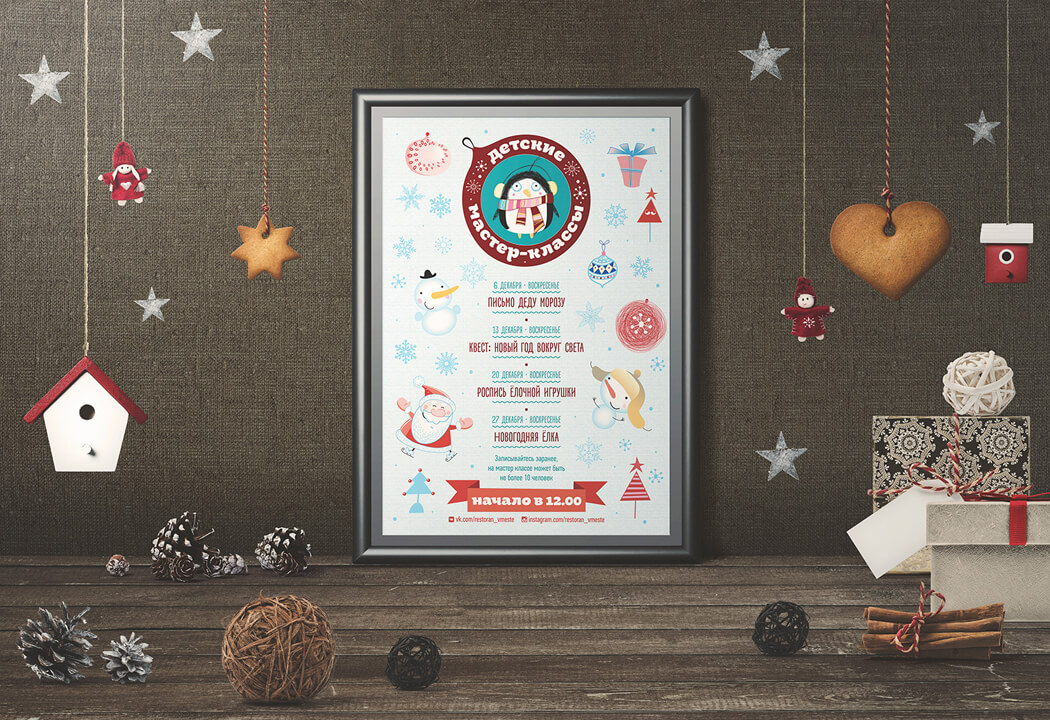 Детские
Мастер-классы
6 ДЕКАБРЯ · ВОСКРЕСЕНЬЕ
ПИСЬМО ДЕДУ МОРОЗУ
13 ДЕКАБРЯ · ВОСКРЕСЕНЬЕ
КВЕСТ: НОВЫЙ ГОД ВОКРУГ СВЕТА
20 ДЕКАБРЯ · ВОСКРЕСЕНЬЕ
РОСПИСЬ ЁЛОЧНОЙ ИГРУШКИ
27 ДЕКАБРЯ · ВОСКРЕСЕНЬЕ
НОВОГОДНЯЯ ЁЛКА
Записывайтесь заранее,
на мастер классе может быть
не более 10 человек
начало в 12.00
vk.com/restoran_vmeste instagram.com/restoran_vmeste